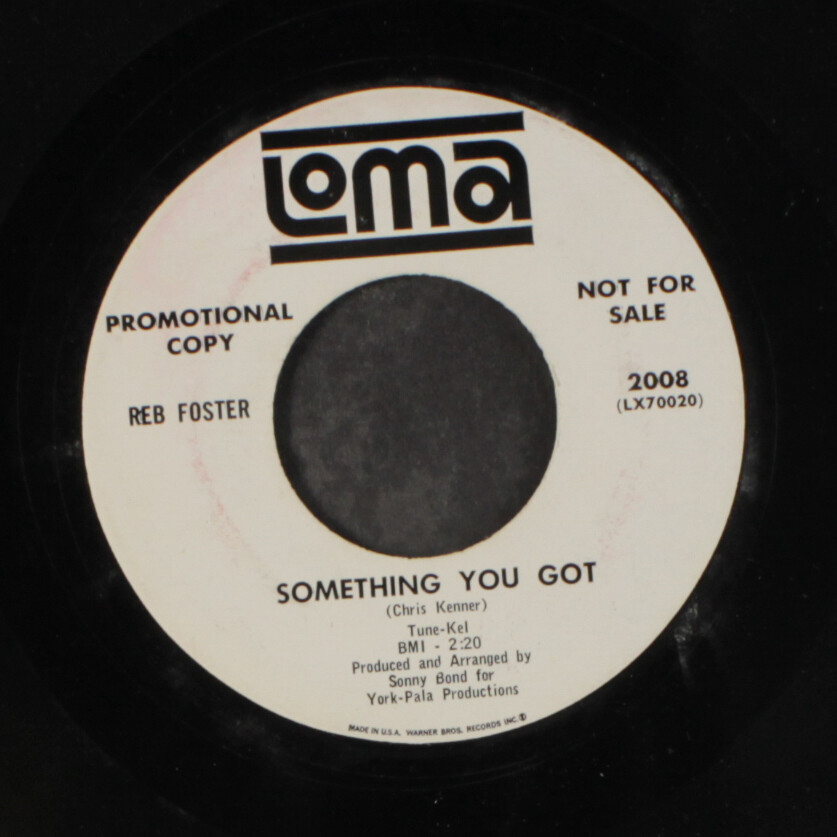 LOMA
PROMOTIONAL
COPY
NOT FOR
SALE
REB FOSTER
2008
(LX70020)
SOMETHING YOU GOT
(Chris Kenner)
Tune-Kel
BMI - 2:20
Produced and Arranged by
Sonny Bond for
York-Pala Productions
MADE IN U.S.A. WARNER BROS. RECORDS INC.